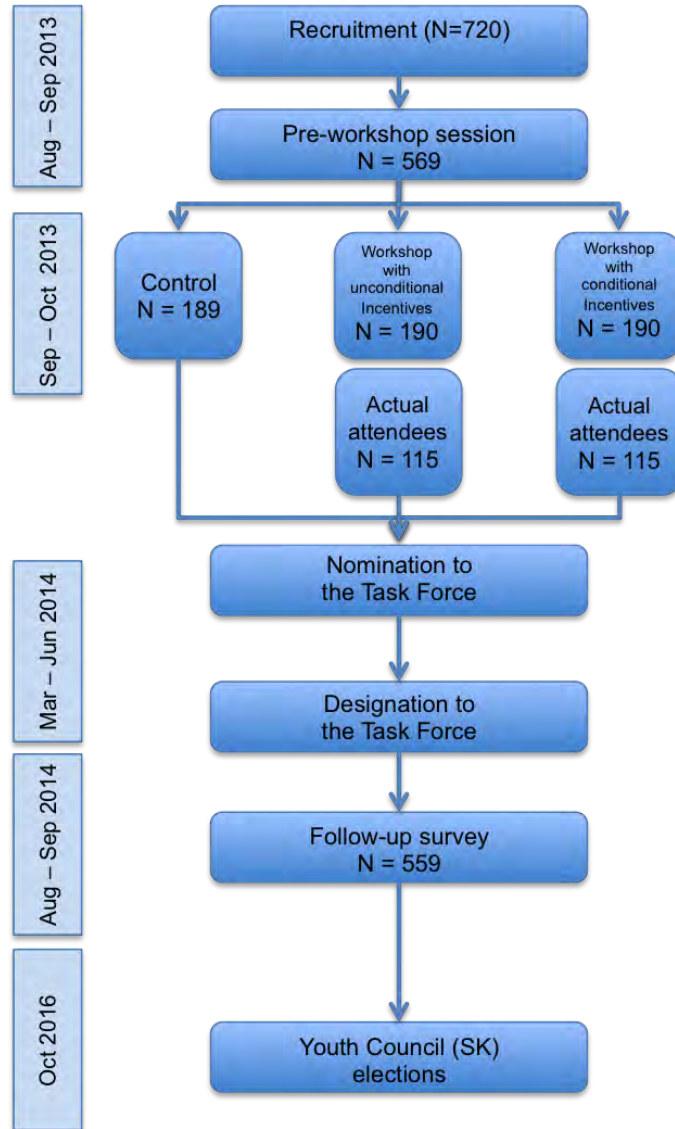 Aug – Sep 2013
Recruitment (N=720)
Pre-workshop session
N = 569
Sep – Oct  2013
Control
N = 189
Workshop
with
unconditional
Incentives
N = 190
Workshop
with
conditional
Incentives
N = 190
Actual
attendees
N = 115
Actual
attendees
N = 115
Mar – Jun 2014
Nomination to
the Task Force
Designation to
the Task Force
Aug – Sep 2014
Follow-up survey
N = 559
Oct 2016
Youth Council (SK)
elections